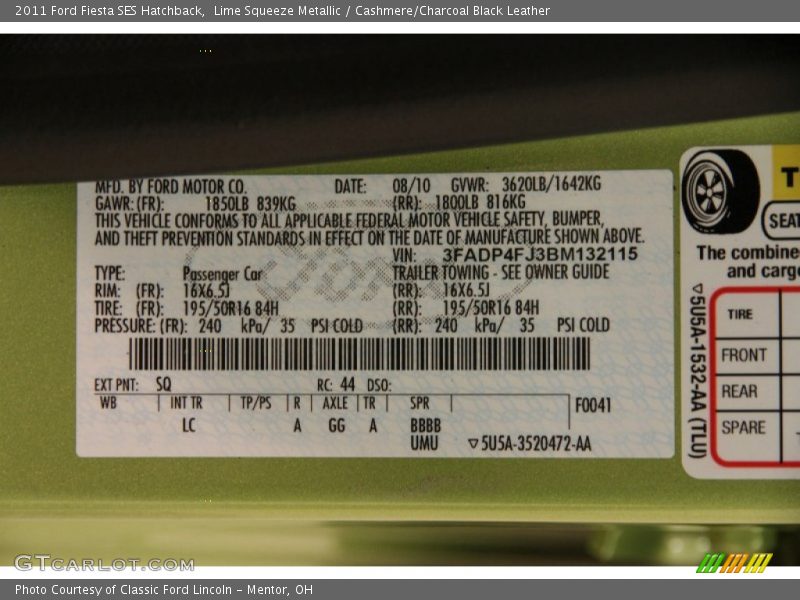 2011 Ford Fiesta SES Hatchback,  Lime Squeeze Metallic / Cashmere/Charcoal Black Leather
MFD. BY FORD MOTOR CO. DATE: 08/10 GVWR: 3620LB/1642KG
GAWR: (FR): 1850LB 839KG (RR): 1800LB 816KG
THIS VEHICLE CONFORMS TO ALL APPLICABLE FEDERAL MOTOR VEHICLE SAFETY, BUMPER,
AND THEFT PREVENTION STANDARDS IN EFFECT ON THE DATE OF MANUFACTURE SHOWN ABOVE.
VIN: 3FADP4FJ3BM132115
TYPE: Passenger Car TRAILER TOWING - SEE OWNER GUIDE
RIM: (FR): 16X6.5J (RR): 16X6.5J
TIRE: (FR): 195/50R16 84H (RR): 195/50R16 84H
PRESSURE: (FR): 240 kPa/ 35 PSI COLD (RR): 240 kPa/ 35 PSI COLD
EXT PNT: SQ RC: 44 DSO:
WB INT TR TP/PS R AXLE TR SPR F0041
LC A GG A BBBB
UMU ▽5U5A-3520472-AA
Ford
T
SEAT
The combine
and cargo
▽5U5A-1532-AA (TLU)
TIRE
FRONT
REAR
SPARE
GTCARLOT.COM
Photo Courtesy of Classic Ford Lincoln - Mentor, OH